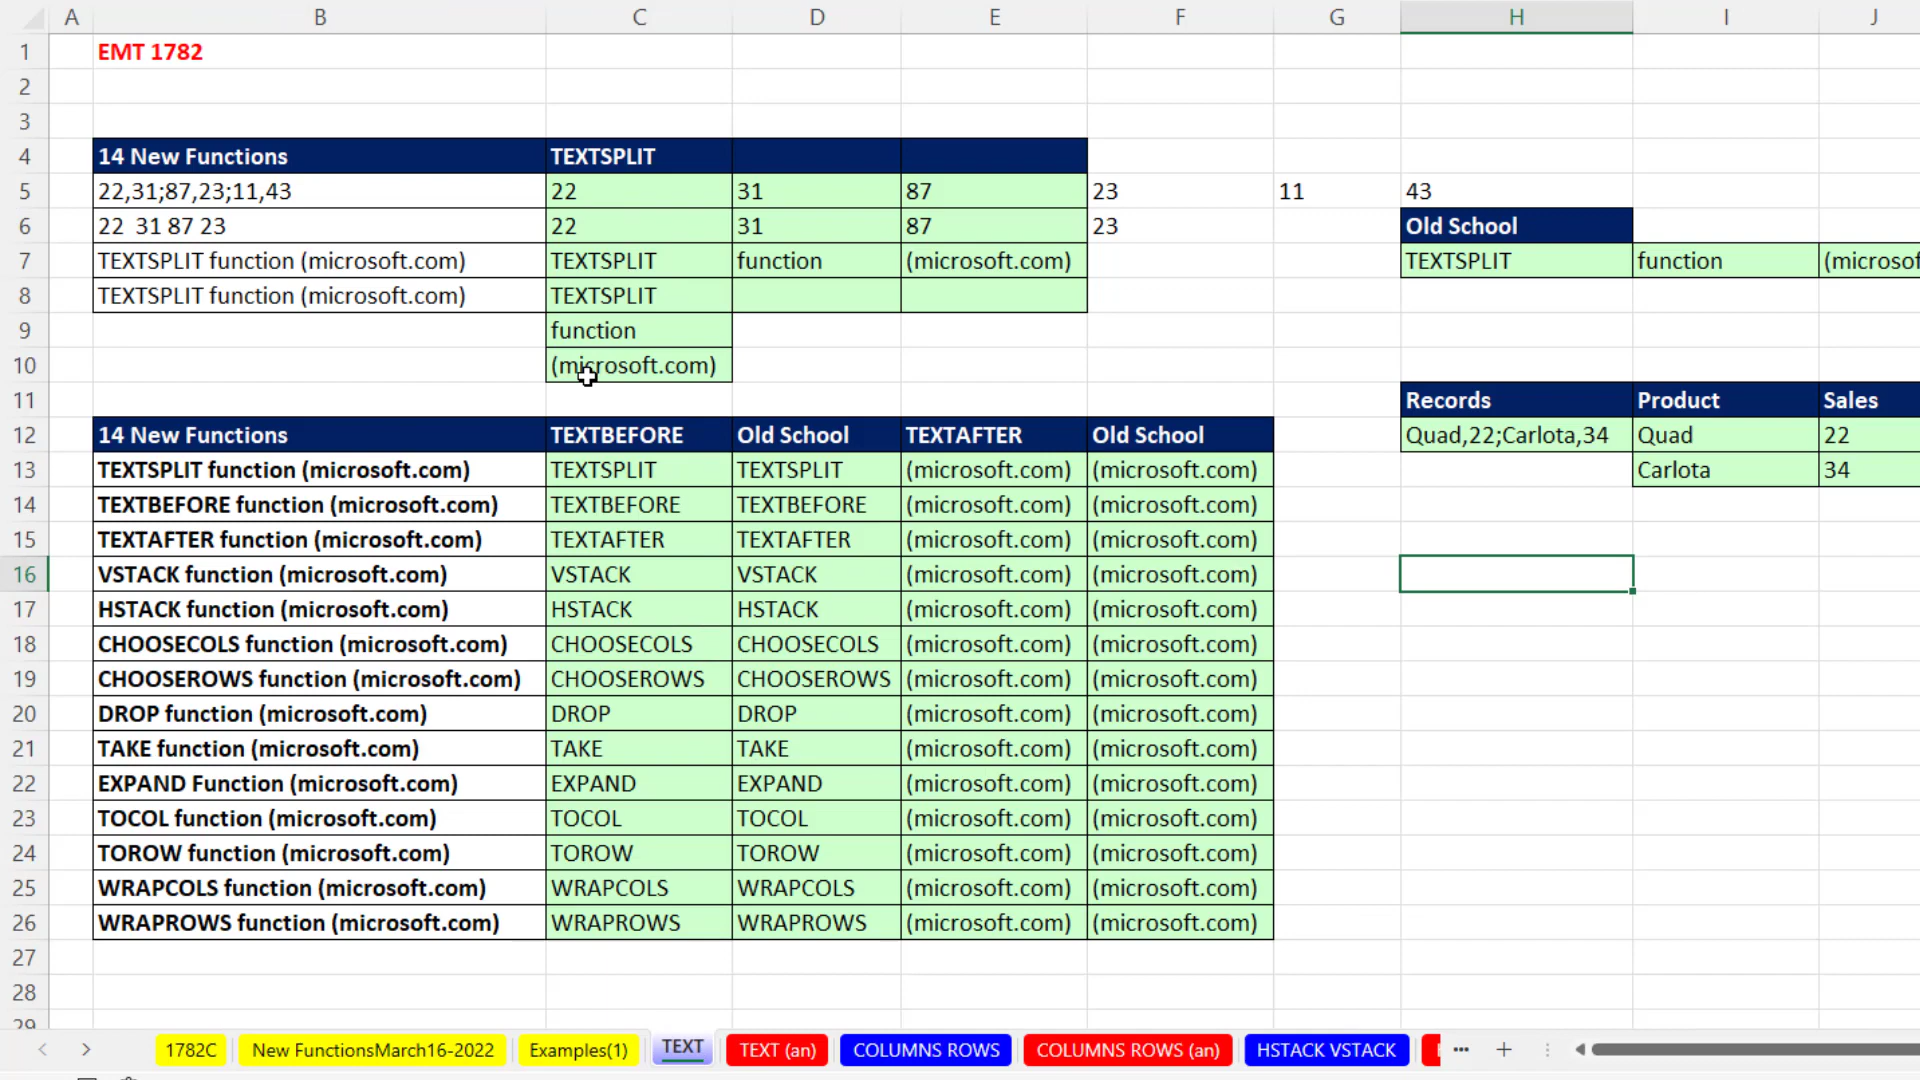 A B C D E F G H I J
1 EMT 1782
2
3
4 14 New Functions TEXTSPLIT
5 22,31;87,23;11,43 22 31 87 23 11 43
6 22  31 87 23 22 31 87 23 Old School
7 TEXTSPLIT function (microsoft.com) TEXTSPLIT function (microsoft.com) TEXTSPLIT function (microsof
8 TEXTSPLIT function (microsoft.com) TEXTSPLIT
9 function
10 (microsoft.com)
11 Records Product Sales
12 14 New Functions TEXTBEFORE Old School TEXTAFTER Old School Quad,22;Carlota,34 Quad 22
13 TEXTSPLIT function (microsoft.com) TEXTSPLIT TEXTSPLIT (microsoft.com) (microsoft.com) Carlota 34
14 TEXTBEFORE function (microsoft.com) TEXTBEFORE TEXTBEFORE (microsoft.com) (microsoft.com)
15 TEXTAFTER function (microsoft.com) TEXTAFTER TEXTAFTER (microsoft.com) (microsoft.com)
16 VSTACK function (microsoft.com) VSTACK VSTACK (microsoft.com) (microsoft.com)
17 HSTACK function (microsoft.com) HSTACK HSTACK (microsoft.com) (microsoft.com)
18 CHOOSECOLS function (microsoft.com) CHOOSECOLS CHOOSECOLS (microsoft.com) (microsoft.com)
19 CHOOSEROWS function (microsoft.com) CHOOSEROWS CHOOSEROWS (microsoft.com) (microsoft.com)
20 DROP function (microsoft.com) DROP DROP (microsoft.com) (microsoft.com)
21 TAKE function (microsoft.com) TAKE TAKE (microsoft.com) (microsoft.com)
22 EXPAND Function (microsoft.com) EXPAND EXPAND (microsoft.com) (microsoft.com)
23 TOCOL function (microsoft.com) TOCOL TOCOL (microsoft.com) (microsoft.com)
24 TOROW function (microsoft.com) TOROW TOROW (microsoft.com) (microsoft.com)
25 WRAPCOLS function (microsoft.com) WRAPCOLS WRAPCOLS (microsoft.com) (microsoft.com)
26 WRAPROWS function (microsoft.com) WRAPROWS WRAPROWS (microsoft.com) (microsoft.com)
27
28
29
1782C New FunctionsMarch16-2022 Examples(1) TEXT TEXT (an) COLUMNS ROWS COLUMNS ROWS (an) HSTACK VSTACK